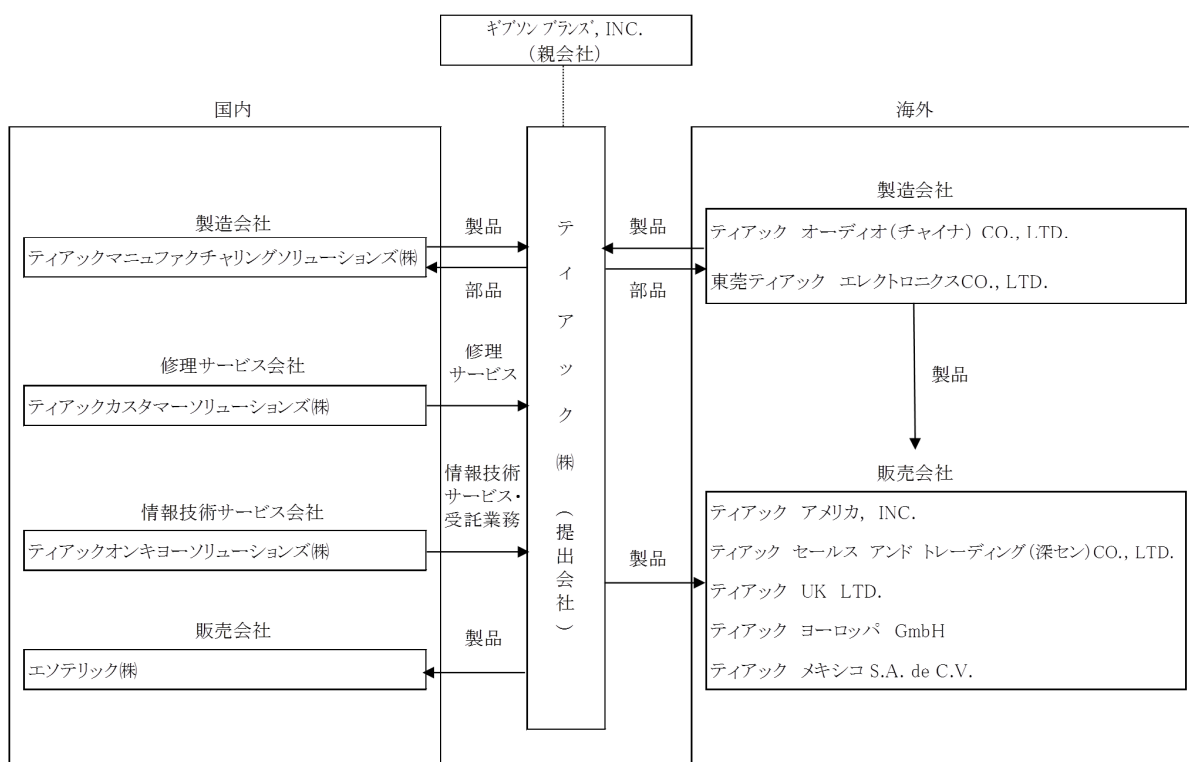 ギブソン ブランズ, INC.
(親会社)
国内
海外
製造会社
ティアックマニュファクチャリングソリューションズ㈱
製品
部品
修理サービス会社
ティアックカスタマーソリューションズ㈱
修理
サービス
情報技術サービス会社
ティアックオンキヨーソリューションズ㈱
情報技術
サービス・
受託業務
販売会社
エソテリック㈱
製品
ティアック㈱(提出会社)
製品
部品
製造会社
ティアック オーディオ(チャイナ) CO., LTD.
東莞ティアック エレクトロニクスCO., LTD.
製品
製品
販売会社
ティアック アメリカ, INC.
ティアック セールス アンド トレーディング(深セン)CO., LTD.
ティアック UK LTD.
ティアック ヨーロッパ GmbH
ティアック メキシコ S.A. de C.V.